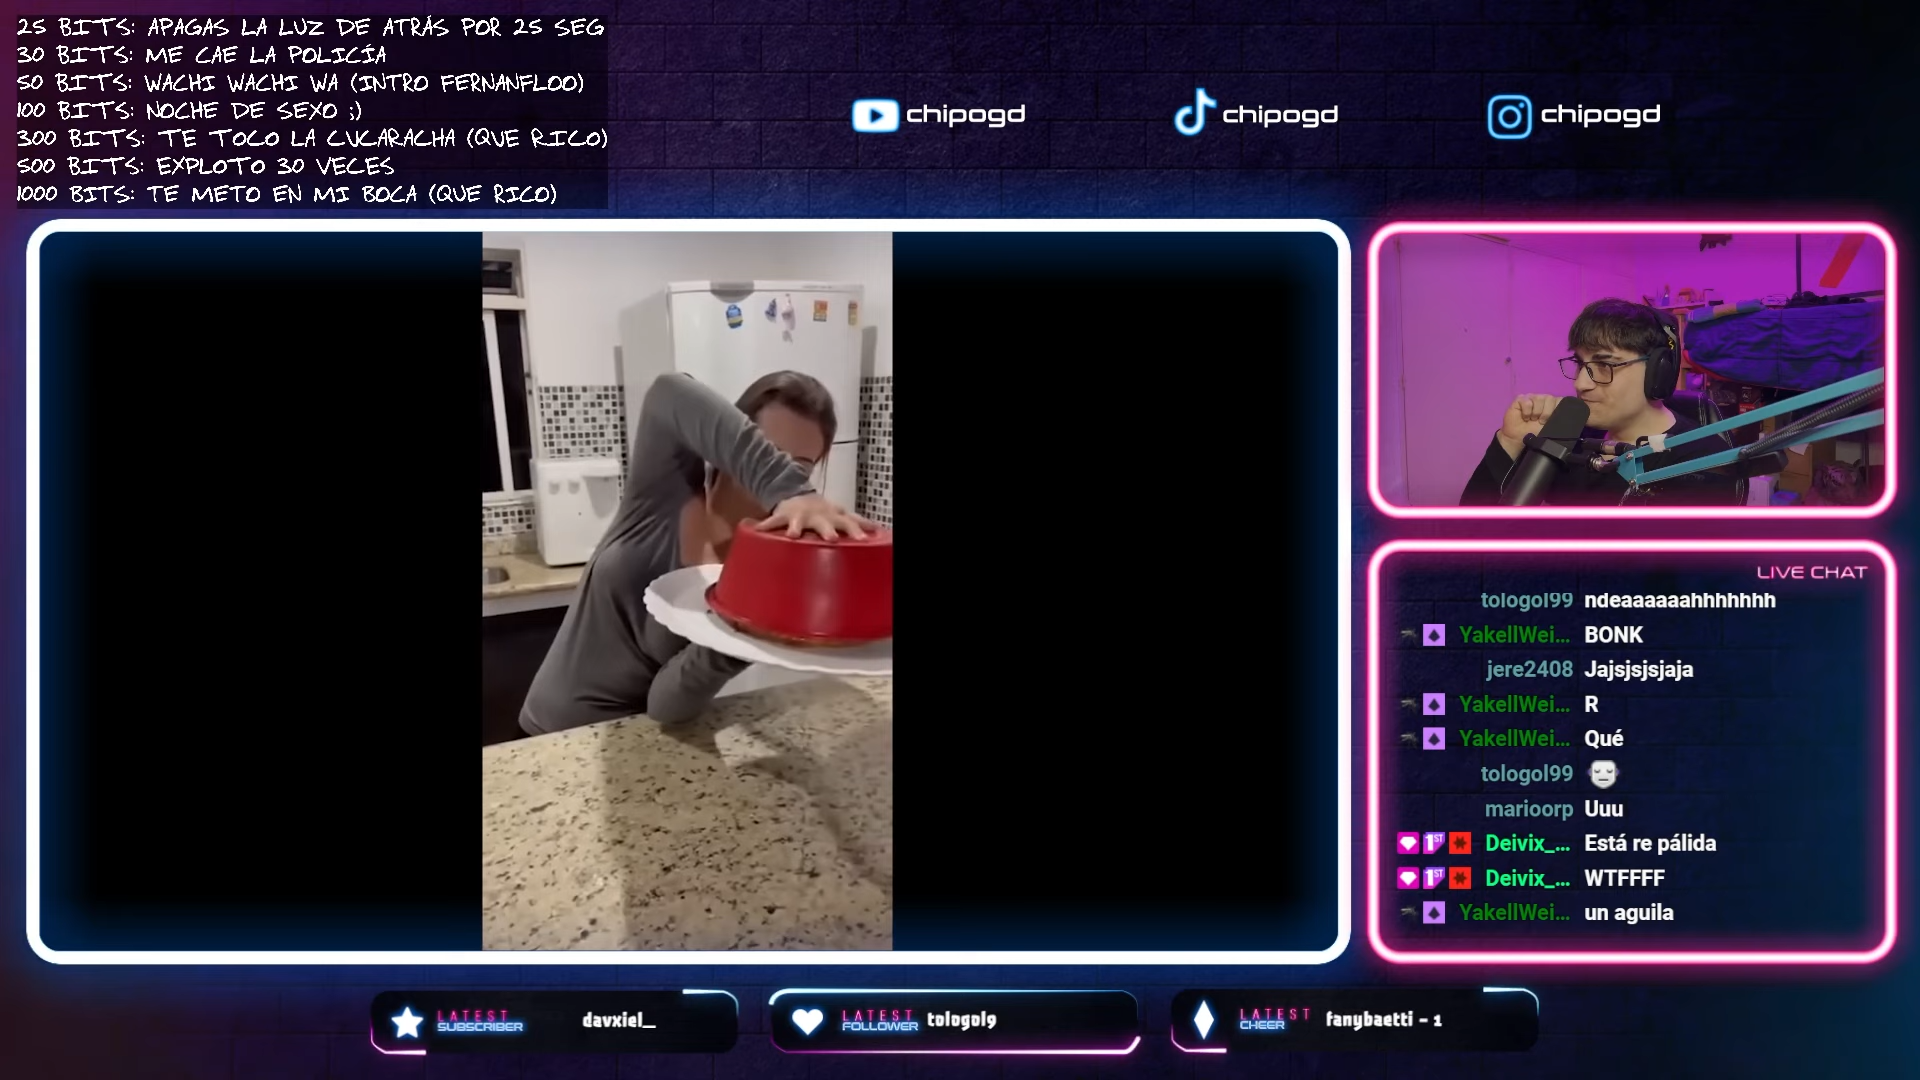 25 BITS: APAGAS LA LUZ DE ATRÁS POR 25 SEG
30 BITS: ME CAE LA POLICÍA
50 BITS: WACHI WACHI WA (INTRO FERNANFLOO)
100 BITS: NOCHE DE SEXO ;)
300 BITS: TE TOCO LA CUCARACHA (QUE RICO)
500 BITS: EXPLOTO 30 VECES
1000 BITS: TE METO EN MI BOCA (QUE RICO)
chipogd
chipogd
chipogd
LIVE CHAT
tologol99 ndeaaaaaahhhhhhh
YakellWei... BONK
jere2408 Jajsjsjsjaja
YakellWei... R
YakellWei... Qué
tologol99
marioorp Uuu
1ST Deivix_... Está re pálida
1ST Deivix_... WTFFFF
YakellWei... un aguila
LATEST SUBSCRIBER davxiel_
LATEST FOLLOWER tologol9
LATEST CHEER fanybaetti - 1